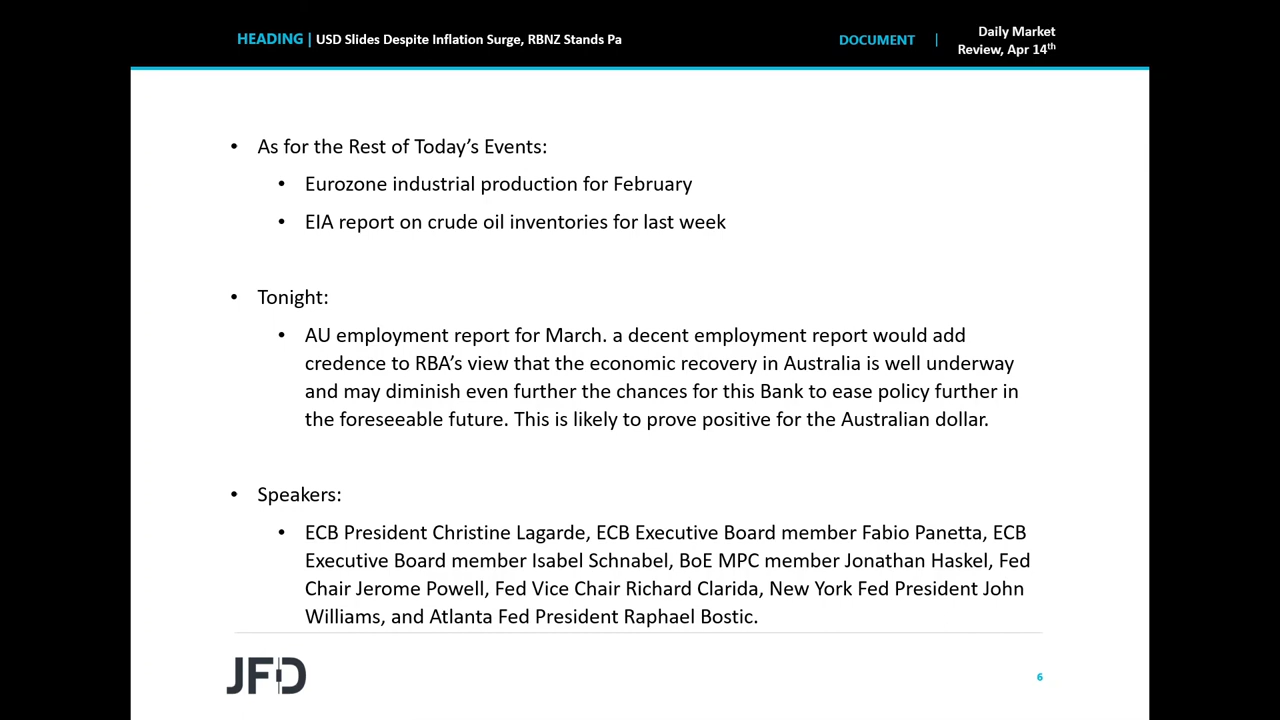 HEADING | USD Slides Despite Inflation Surge, RBNZ Stands Pa
DOCUMENT | Daily Market
Review, Apr 14th
• As for the Rest of Today's Events:
• Eurozone industrial production for February
• EIA report on crude oil inventories for last week
• Tonight:
• AU employment report for March. a decent employment report would add
credence to RBA's view that the economic recovery in Australia is well underway
and may diminish even further the chances for this Bank to ease policy further in
the foreseeable future. This is likely to prove positive for the Australian dollar.
• Speakers:
• ECB President Christine Lagarde, ECB Executive Board member Fabio Panetta, ECB
Executive Board member Isabel Schnabel, BoE MPC member Jonathan Haskel, Fed
Chair Jerome Powell, Fed Vice Chair Richard Clarida, New York Fed President John
Williams, and Atlanta Fed President Raphael Bostic.
JFD
6